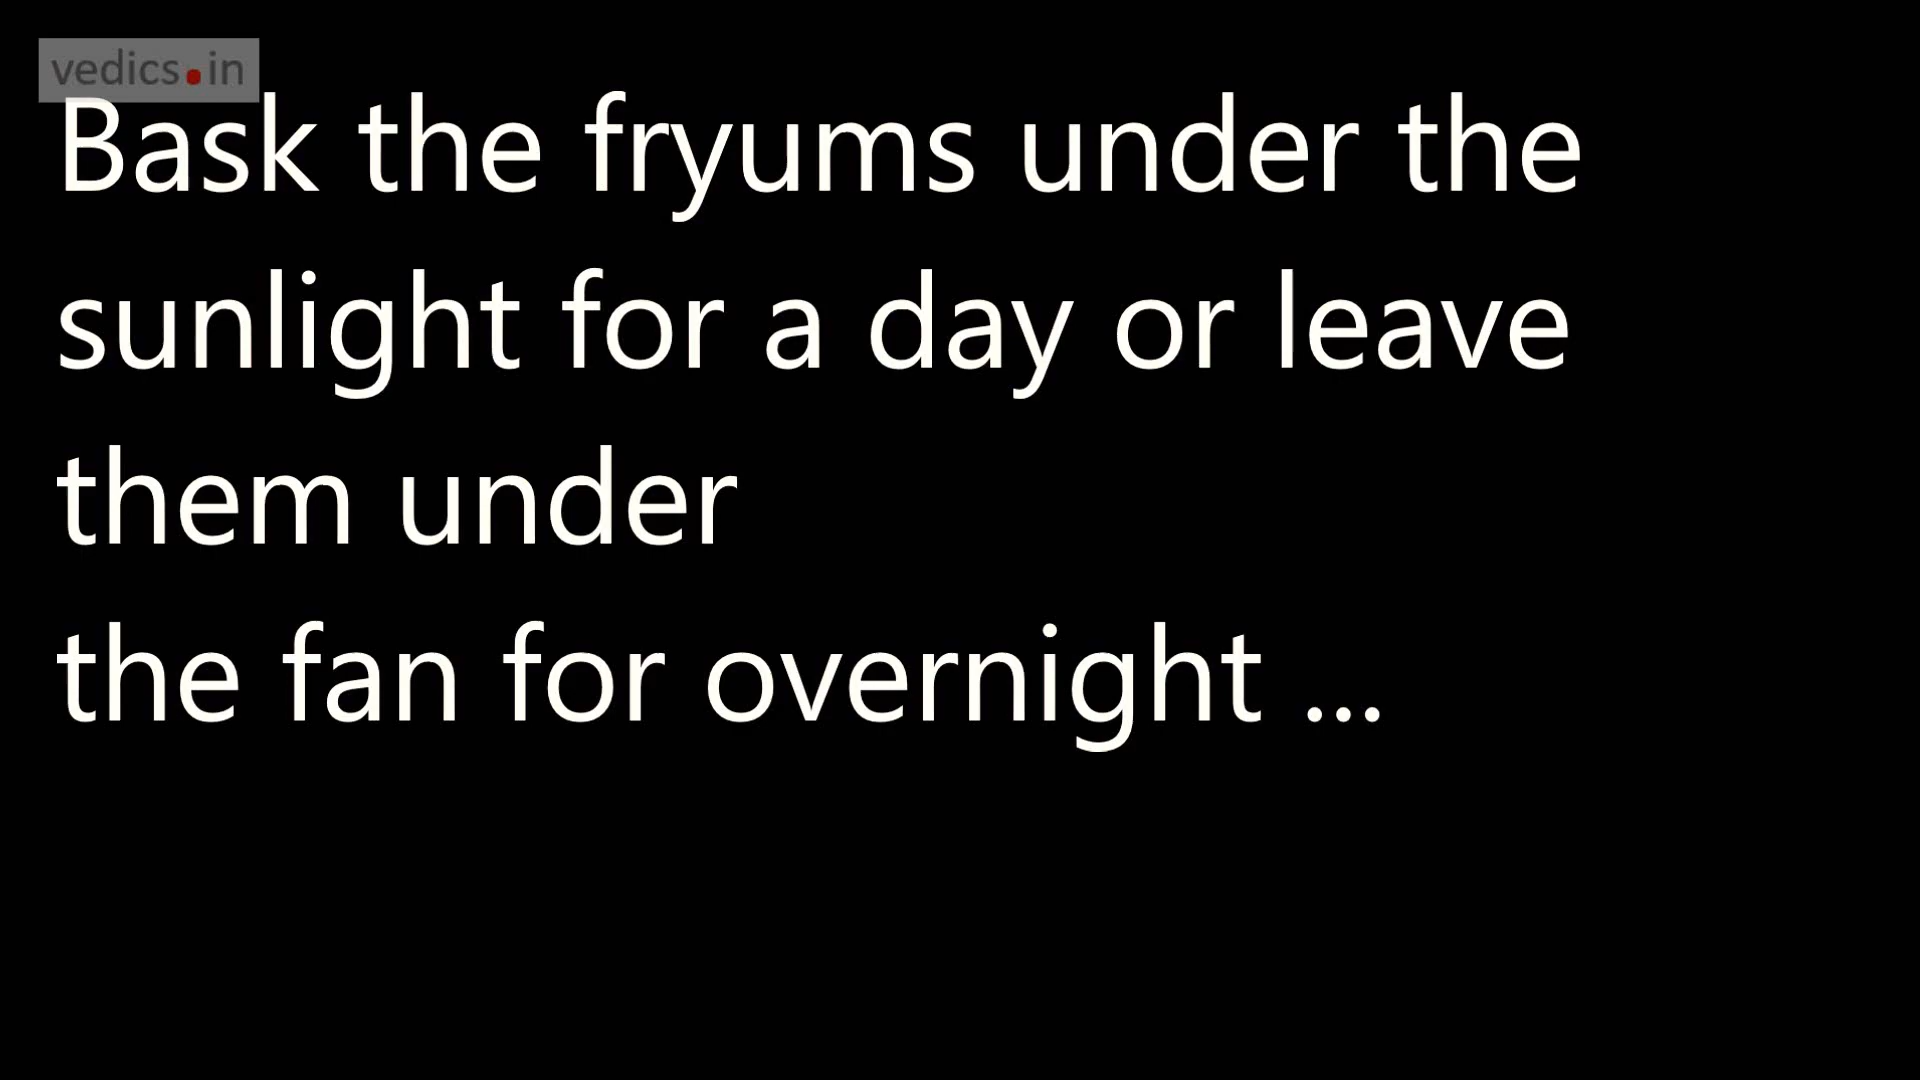 vedics.in
Bask the fryums under the
sunlight for a day or leave
them under
the fan for overnight ...